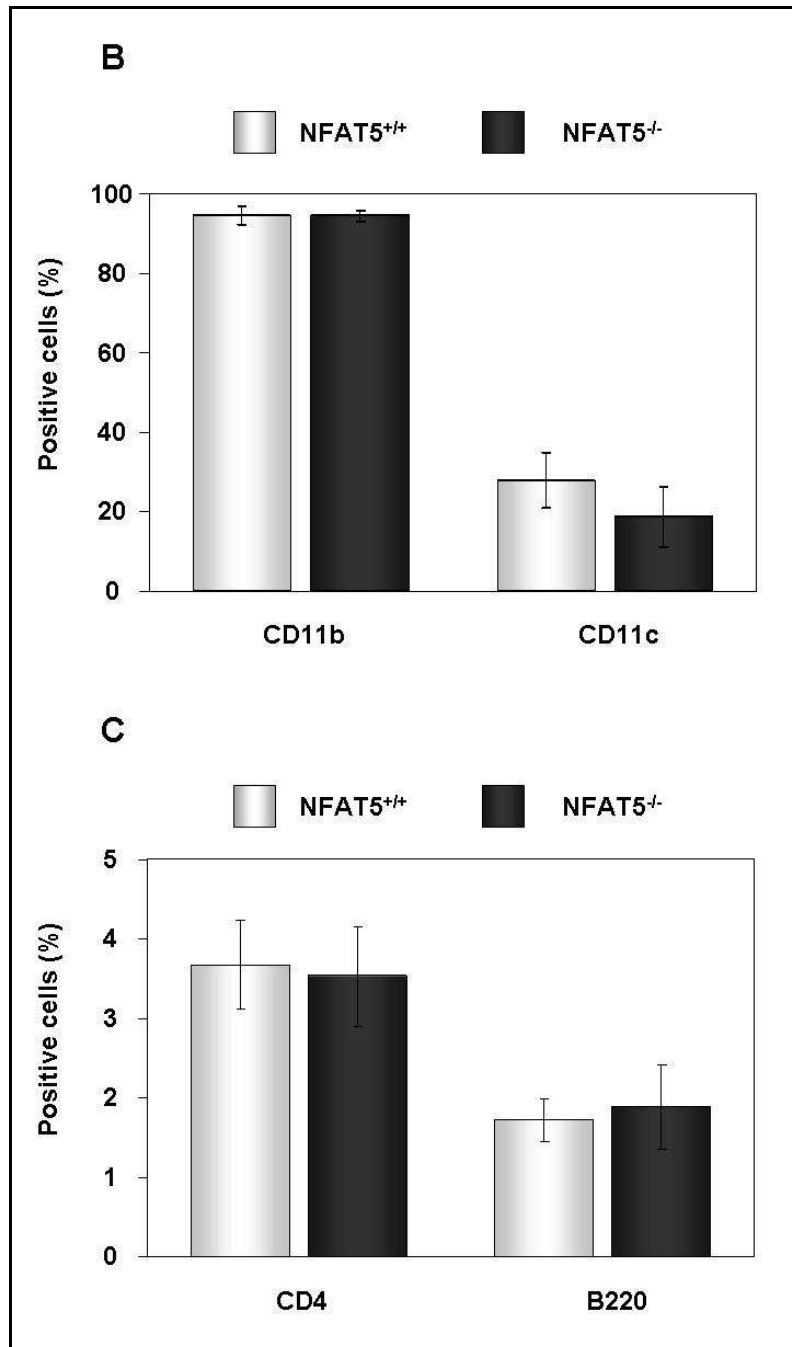 B
NFAT5+/+ NFAT5-/-
Positive cells (%)
100
80
60
40
20
0
CD11b CD11c
C
NFAT5+/+ NFAT5-/-
Positive cells (%)
5
4
3
2
1
0
CD4 B220